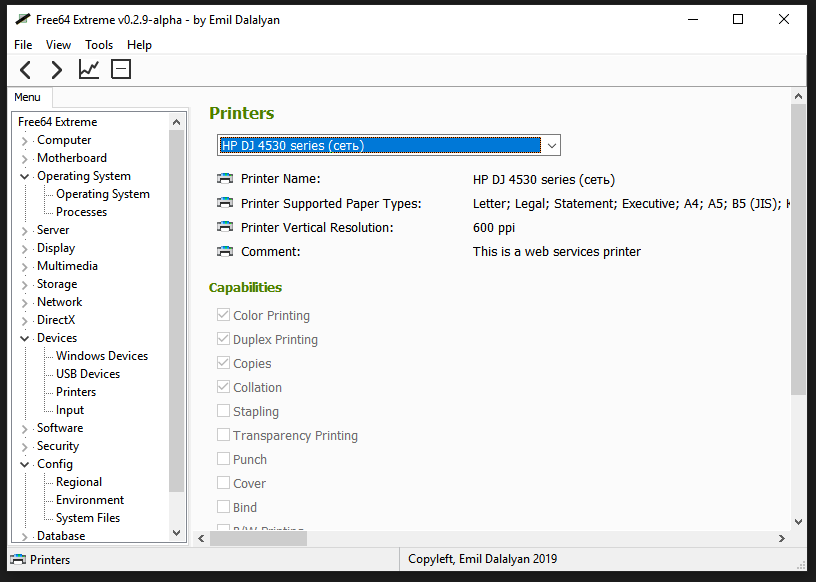 Free64 Extreme v0.2.9-alpha - by Emil Dalalyan
File View Tools Help
Menu
Free64 Extreme
Computer
Motherboard
Operating System
Operating System
Processes
Server
Display
Multimedia
Storage
Network
DirectX
Devices
Windows Devices
USB Devices
Printers
Input
Software
Security
Config
Regional
Environment
System Files
Database
Printers
HP DJ 4530 series (сеть)
Printer Name: HP DJ 4530 series (сеть)
Printer Supported Paper Types: Letter; Legal; Statement; Executive; A4; A5; B5 (JIS);
Printer Vertical Resolution: 600 ppi
Comment: This is a web services printer
Capabilities
Color Printing
Duplex Printing
Copies
Collation
Stapling
Transparency Printing
Punch
Cover
Bind
B/W Printing
Printers
Copyleft, Emil Dalalyan 2019